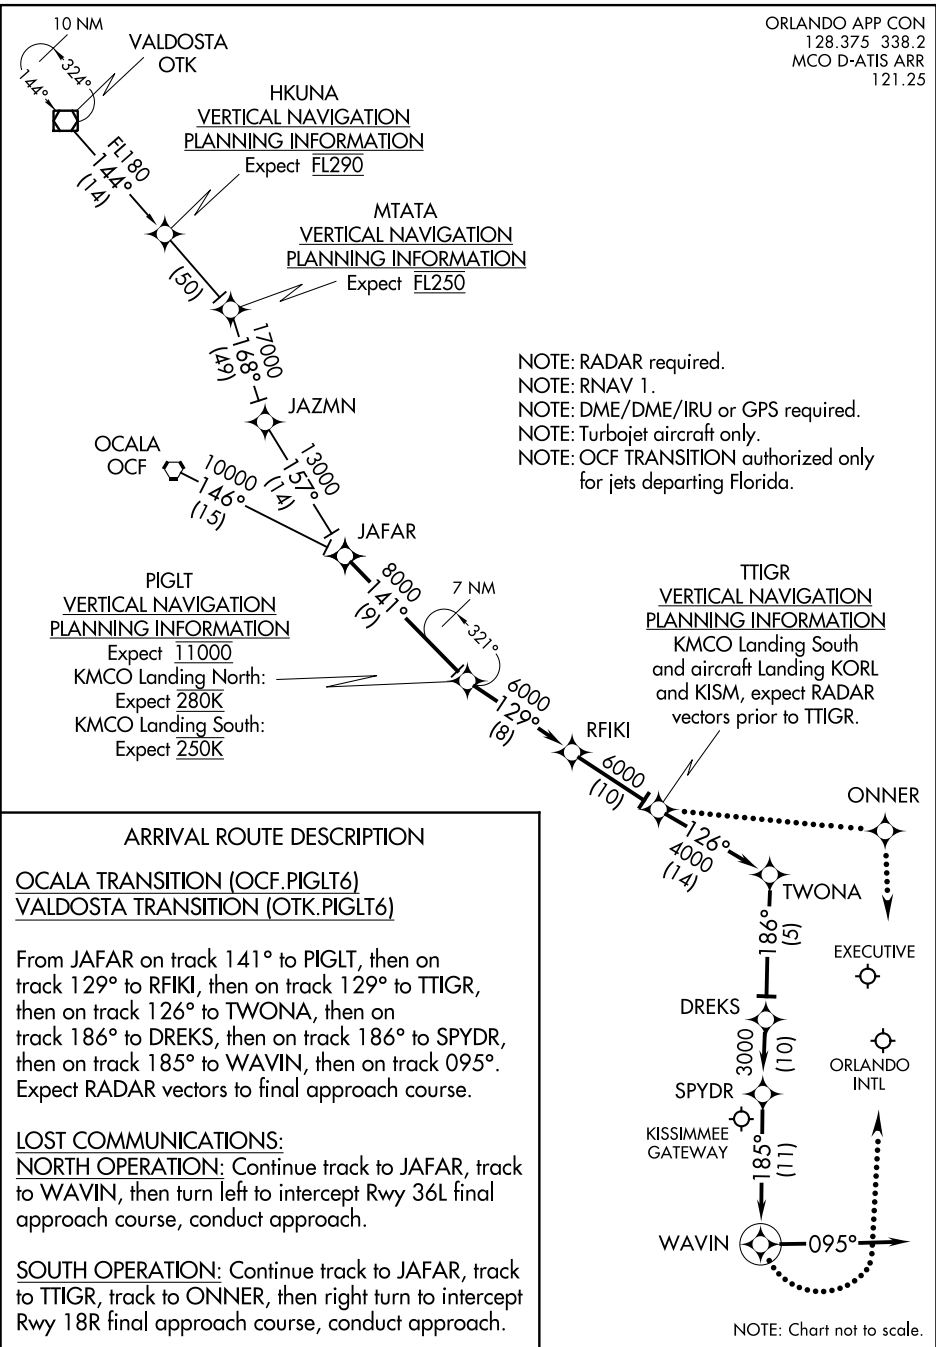 10 NM
VALDOSTA
OTK
324°
144°
ORLANDO APP CON
128.375 338.2
MCO D-ATIS ARR
121.25
HKUNA
VERTICAL NAVIGATION
PLANNING INFORMATION
Expect FL290
FL180
144°
(14)
MTATA
VERTICAL NAVIGATION
PLANNING INFORMATION
Expect FL250
(50)
17000
168°
(49)
JAZMN
NOTE: RADAR required.
NOTE: RNAV 1.
NOTE: DME/DME/IRU or GPS required.
NOTE: Turbojet aircraft only.
NOTE: OCF TRANSITION authorized only
for jets departing Florida.
OCALA
OCF
10000
146°
(15)
13000
157°
(14)
JAFAR
8000
141°
(9)
7 NM
321°
PIGLT
VERTICAL NAVIGATION
PLANNING INFORMATION
Expect 11000
KMCO Landing North:
Expect 280K
KMCO Landing South:
Expect 250K
6000
129°
(8)
RFIKI
TTIGR
VERTICAL NAVIGATION
PLANNING INFORMATION
KMCO Landing South
and aircraft Landing KORL
and KISM, expect RADAR
vectors prior to TTIGR.
6000
(10)
ONNER
126°
4000
(14)
TWONA
186°
(5)
EXECUTIVE
DREKS
3000
(10)
ORLANDO
INTL
SPYDR
KISSIMMEE
GATEWAY
185°
(11)
WAVIN
095°
NOTE: Chart not to scale.
ARRIVAL ROUTE DESCRIPTION
OCALA TRANSITION (OCF.PIGLT6)
VALDOSTA TRANSITION (OTK.PIGLT6)
From JAFAR on track 141° to PIGLT, then on
track 129° to RFIKI, then on track 129° to TTIGR,
then on track 126° to TWONA, then on
track 186° to DREKS, then on track 186° to SPYDR,
then on track 185° to WAVIN, then on track 095°.
Expect RADAR vectors to final approach course.
LOST COMMUNICATIONS:
NORTH OPERATION: Continue track to JAFAR, track
to WAVIN, then turn left to intercept Rwy 36L final
approach course, conduct approach.
SOUTH OPERATION: Continue track to JAFAR, track
to TTIGR, track to ONNER, then right turn to intercept
Rwy 18R final approach course, conduct approach.